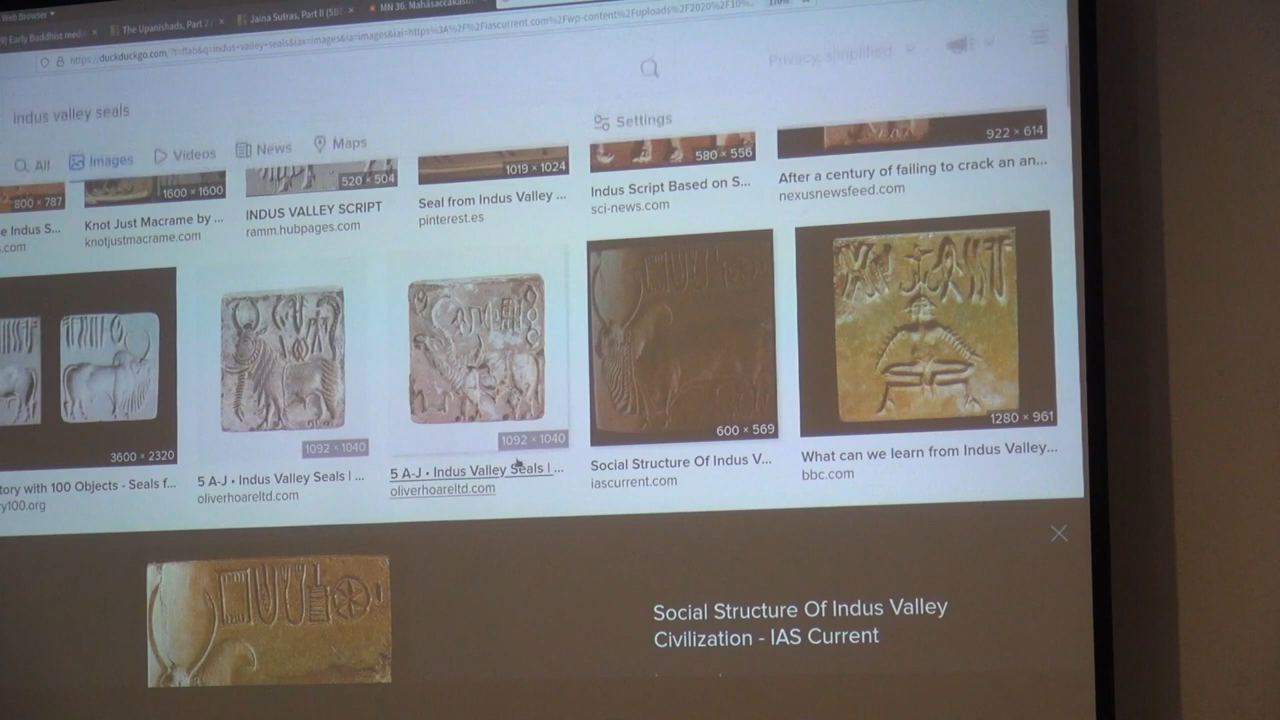 Web Browser
Early Buddhist medi
The Upanishads, Part 2
Jaina Sutras, Part II (SBE
MN 36: Mahāsaccakasu
indus valley seals
Privacy, simplified.
All
Images
Videos
News
Maps
Settings
800 × 787
1600 × 1600
520 × 504
1019 × 1024
580 × 556
922 × 614
e Indus S...
.com
Knot Just Macrame by ...
knotjustmacrame.com
INDUS VALLEY SCRIPT
ramm.hubpages.com
Seal from Indus Valley ...
pinterest.es
Indus Script Based on S...
sci-news.com
After a century of failing to crack an an...
nexusnewsfeed.com
3600 × 2320
1092 × 1040
1092 × 1040
600 × 569
1280 × 961
tory with 100 Objects - Seals f...
y100.org
5 A-J • Indus Valley Seals | ...
oliverhoareltd.com
5 A-J • Indus Valley Seals | ...
oliverhoareltd.com
Social Structure Of Indus V...
iascurrent.com
What can we learn from Indus Valley...
bbc.com
Social Structure Of Indus Valley
Civilization - IAS Current